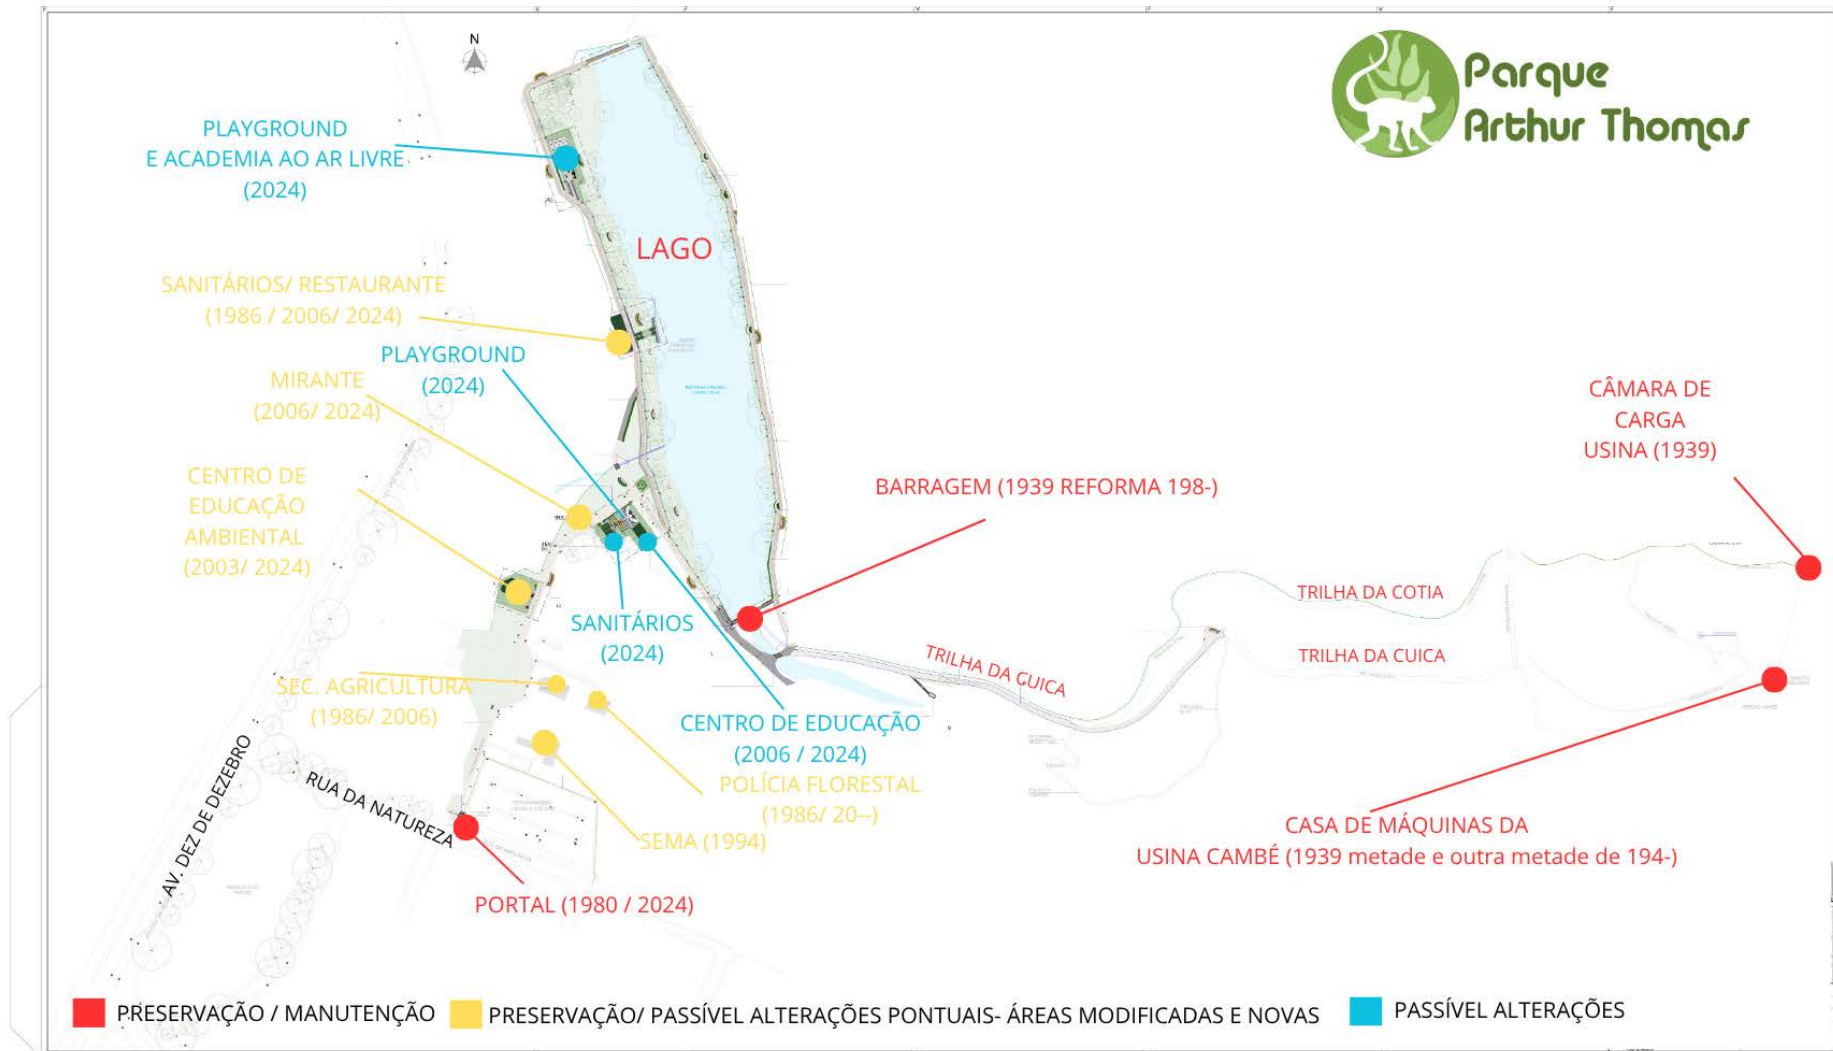 N
Parque
Arthur Thomas
PLAYGROUND
E ACADEMIA AO AR LIVRE
(2024)
LAGO
SANITÁRIOS/ RESTAURANTE
(1986 / 2006/ 2024)
PLAYGROUND
(2024)
MIRANTE
(2006/ 2024)
CENTRO DE
EDUCAÇÃO
AMBIENTAL
(2003/ 2024)
CÂMARA DE
CARGA
USINA (1939)
BARRAGEM (1939 REFORMA 198-)
TRILHA DA COTIA
SANITÁRIOS
(2024)
TRILHA DA CUICA
TRILHA DA CUICA
SEC. AGRICULTURA
(1986/ 2006)
CENTRO DE EDUCAÇÃO
(2006 / 2024)
POLÍCIA FLORESTAL
(1986/ 20--)
SEMA (1994)
AV. DEZ DE DEZEBRO
RUA DA NATUREZA
CASA DE MÁQUINAS DA
USINA CAMBÉ (1939 metade e outra metade de 194-)
PORTAL (1980 / 2024)
PRESERVAÇÃO / MANUTENÇÃO
PRESERVAÇÃO/ PASSÍVEL ALTERAÇÕES PONTUAIS- ÁREAS MODIFICADAS E NOVAS
PASSÍVEL ALTERAÇÕES